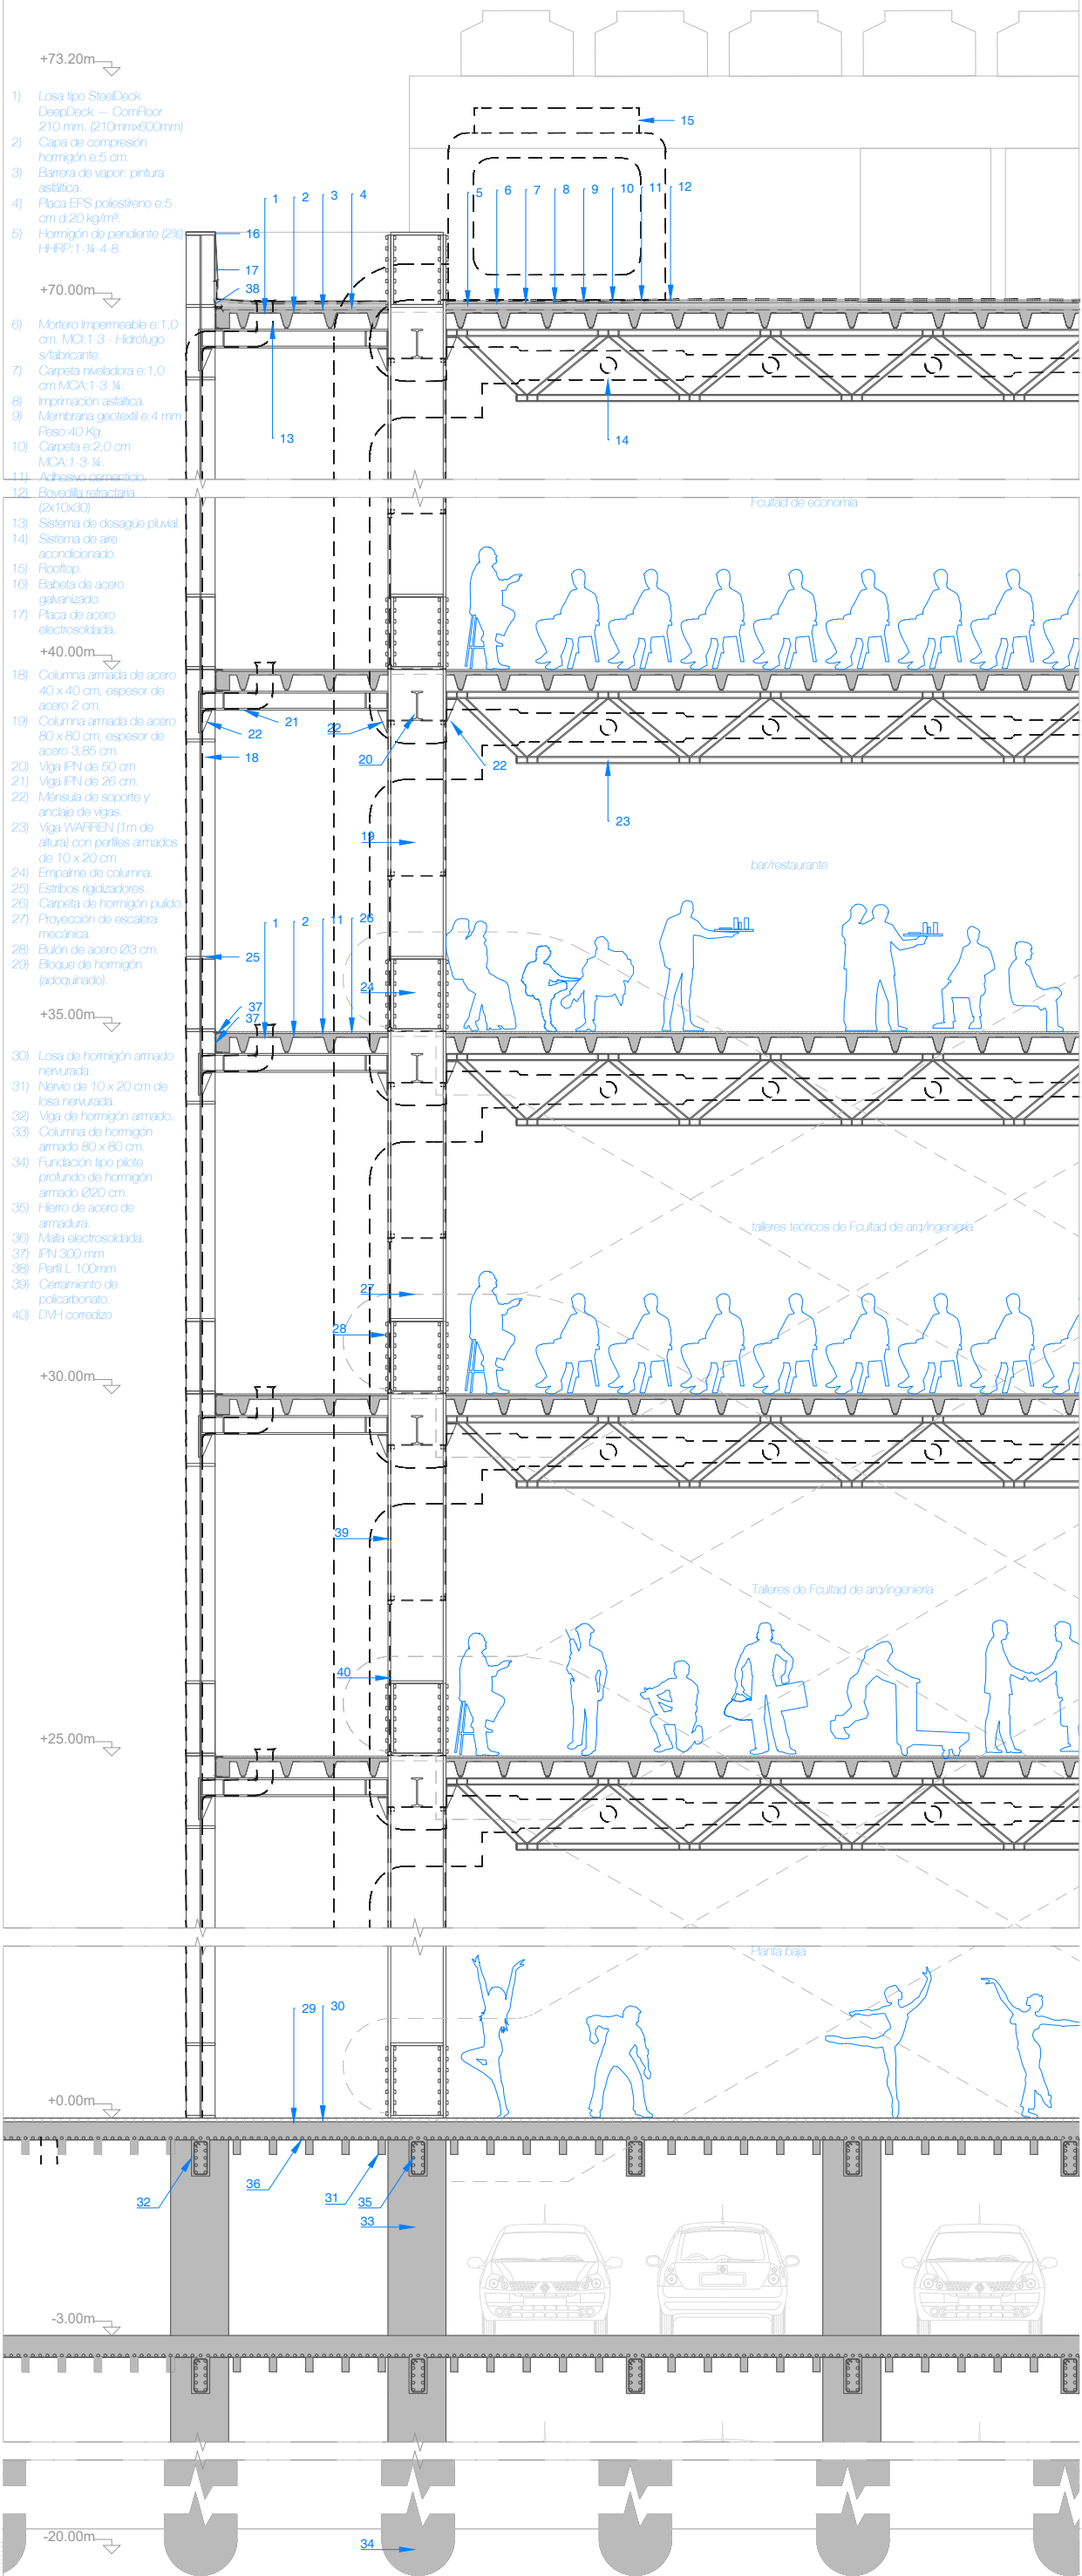 +73.20m
1) Losa tipo SteelDeck
DeepDeck – ComFloor
210 mm. (210mmx600mm)
2) Capa de compresión
hormigón e:5 cm.
3) Barrera de vapor: pintura
asfáltica.
4) Placa EPS poliestireno e:5
cm d:20 kg/m³.
5) Hormigón de pendiente (2%)
HHRP:1-¼-4-8.
+70.00m
6) Mortero Impermeable e:1,0
cm. MCI:1-3 - Hidrófugo
s/fabricante.
7) Carpeta niveladora e:1,0
cm MCA:1-3-¼.
8) Imprimación asfáltica.
9) Membrana geotextil e:4 mm
Peso:40 Kg.
10) Carpeta e:2,0 cm
MCA:1-3-¼.
11) Adhesivo cementicio.
12) Bovedilla refractaria
(2x10x30)
13) Sistema de desagüe pluvial.
14) Sistema de aire
acondicionado.
15) Rooftop.
16) Babeta de acero
galvanizado.
17) Placa de acero
electrosoldada.
+40.00m
18) Columna armada de acero
40 x 40 cm, espesor de
acero 2 cm.
19) Columna armada de acero
80 x 80 cm, espesor de
acero 3,85 cm.
20) Viga IPN de 50 cm
21) Viga IPN de 26 cm.
22) Ménsula de soporte y
anclaje de vigas.
23) Viga WARREN (1m de
altura) con perfiles armados
de 10 x 20 cm
24) Empalme de columna.
25) Estribos rigidizadores.
26) Carpeta de hormigón pulido.
27) Proyección de escalera
mecánica.
28) Bulón de acero Ø3 cm.
29) Bloque de hormigón
(adoquinado).
+35.00m
30) Losa de hormigón armado
nervurada.
31) Nervio de 10 x 20 cm de
losa nervurada.
32) Viga de hormigón armado.
33) Columna de hormigón
armado 80 x 80 cm.
34) Fundación tipo pilote
profundo de hormigón
armado Ø20 cm.
35) Hierro de acero de
armadura.
36) Malla electrosoldada.
37) IPN 300 mm
38) Perfil L 100mm
39) Cerramiento de
policarbonato.
40) DVH corredizo
+30.00m
+25.00m
+0.00m
-3.00m
-20.00m
15
1 2 3 4
5 6 7 8 9 10 11 12
16
17
38
13
14
Fcultad de economía
22 21 22 20 22
18
23
19
bar/restaurante
1 2 11 26
25
24
37
37
talleres teóricos de Fcultad de arq/ingeniería
27
28
39
Talleres de Fcultad de arq/ingeniería
40
Planta baja
29 30
32 36 31 35
33
34